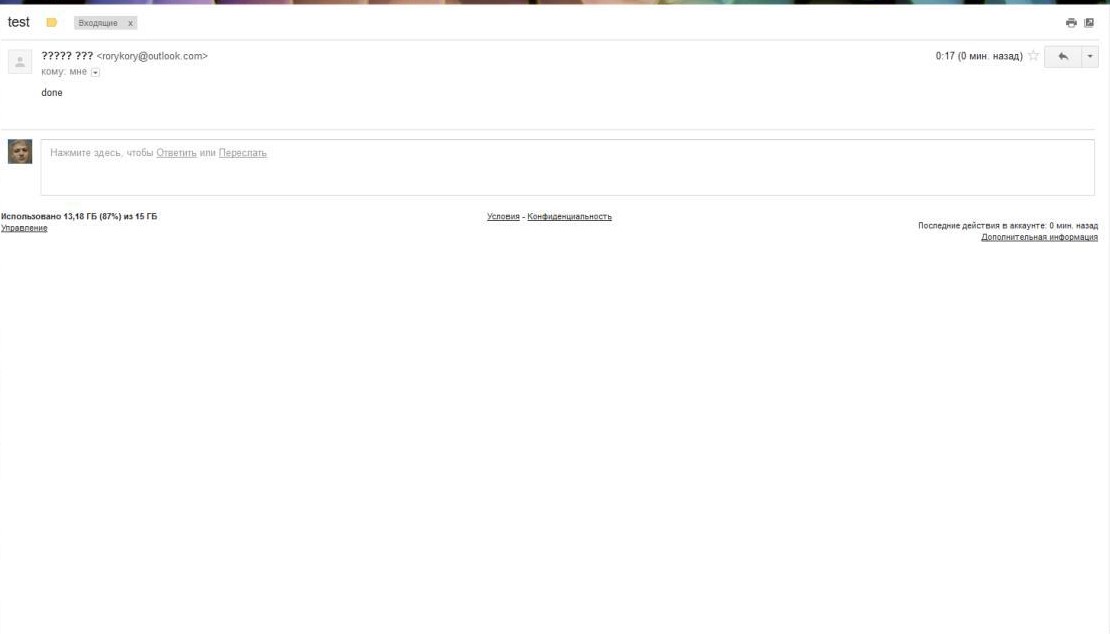 test Входящие x
????? ??? <rorykory@outlook.com> 0:17 (0 мин. назад)
кому: мне
done
Нажмите здесь, чтобы Ответить или Переслать
Использовано 13,18 ГБ (87%) из 15 ГБ
Управление
Условия - Конфиденциальность
Последние действия в аккаунте: 0 мин. назад
Дополнительная информация